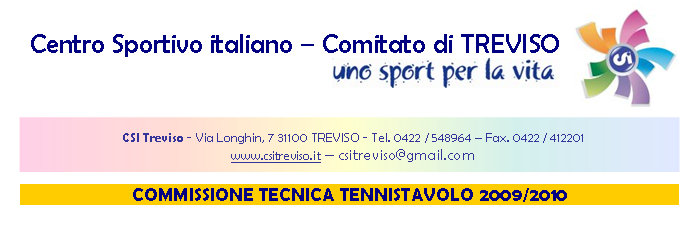 Centro Sportivo italiano – Comitato di TREVISO
uno sport per la vita
CSi
CSI Treviso - Via Longhin, 7 31100 TREVISO - Tel. 0422 / 548964 – Fax. 0422 / 412201
www.csitreviso.it – csitreviso@gmail.com
COMMISSIONE TECNICA TENNISTAVOLO 2009/2010